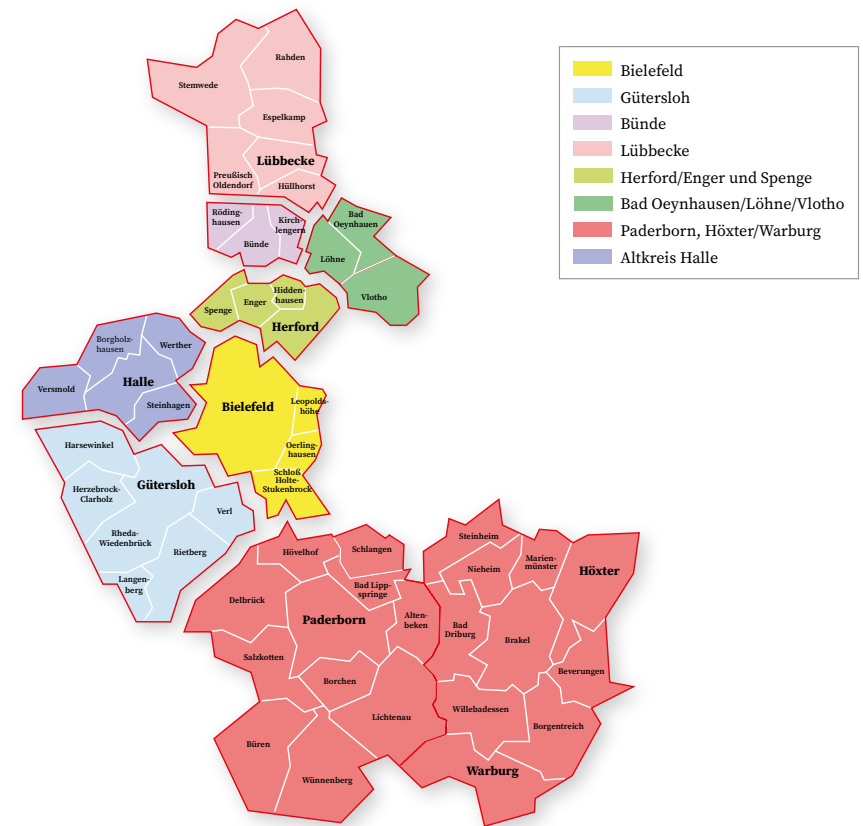 Rahden
Stemwede
Espelkamp
Lübbecke
Preußisch
Oldendorf
Hüllhorst
Röding-
hausen
Kirch-
lengern
Bünde
Bad
Oeynhauen
Löhne
Vlotho
Hidden-
hausen
Enger
Spenge
Herford
Borgholz-
hausen
Werther
Halle
Versmold
Steinhagen
Bielefeld
Leopolds-
höhe
Oerling-
hausen
Schloß
Holte-
Stukenbrock
Harsewinkel
Gütersloh
Herzebrock-
Clarholz
Verl
Rheda-
Wiedenbrück
Rietberg
Langen-
berg
Hövelhof
Schlangen
Bad Lipp-
springe
Delbrück
Paderborn
Alten-
beken
Salzkotten
Borchen
Lichtenau
Büren
Wünnenberg
Steinheim
Nieheim
Marien-
münster
Höxter
Bad
Driburg
Brakel
Beverungen
Willebadessen
Borgentreich
Warburg
Bielefeld
Gütersloh
Bünde
Lübbecke
Herford/Enger und Spenge
Bad Oeynhausen/Löhne/Vlotho
Paderborn, Höxter/Warburg
Altkreis Halle